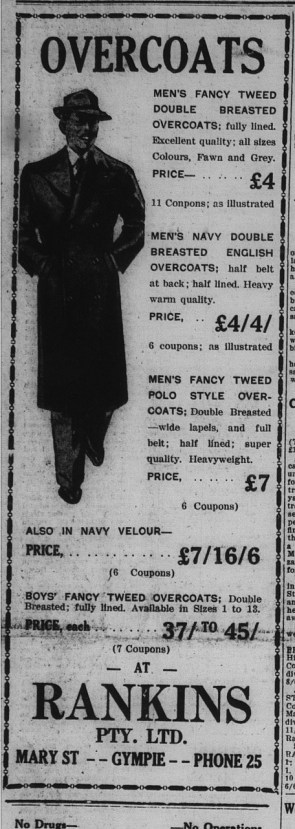 OVERCOATS
MEN'S FANCY TWEED
DOUBLE BREASTED
OVERCOATS; fully lined.
Excellent quality; all sizes
Colours, Fawn and Grey.
PRICE— .. .. .. £4
11 Conpons; as illustrated
MEN'S NAVY DOUBLE
BREASTED ENGLISH
OVERCOATS; half belt
at back; half lined. Heavy
warm quality.
PRICE, .. £4/4/
6 coupons; as illustrated
MEN'S FANCY TWEED
POLO STYLE OVER-
COATS; Double Breasted
—wide lapels, and full
belt; half lined; super
quality. Heavyweight.
PRICE, .. .. .. £7
6 Coupons)
ALSO IN NAVY VELOUR—
PRICE, .. .. .. .. .. .. £7/16/6
(6 Coupons)
BOYS' FANCY TWEED OVERCOATS; Double
Breasted; fully lined. Available in Sizes 1 to 13.
PRICE, each .. .. .. .. 37/ TO 45/
(7 Coupons)
— AT —
RANKINS
PTY. LTD.
MARY ST -- GYMPIE -- PHONE 25
No Drugs— —No Operations